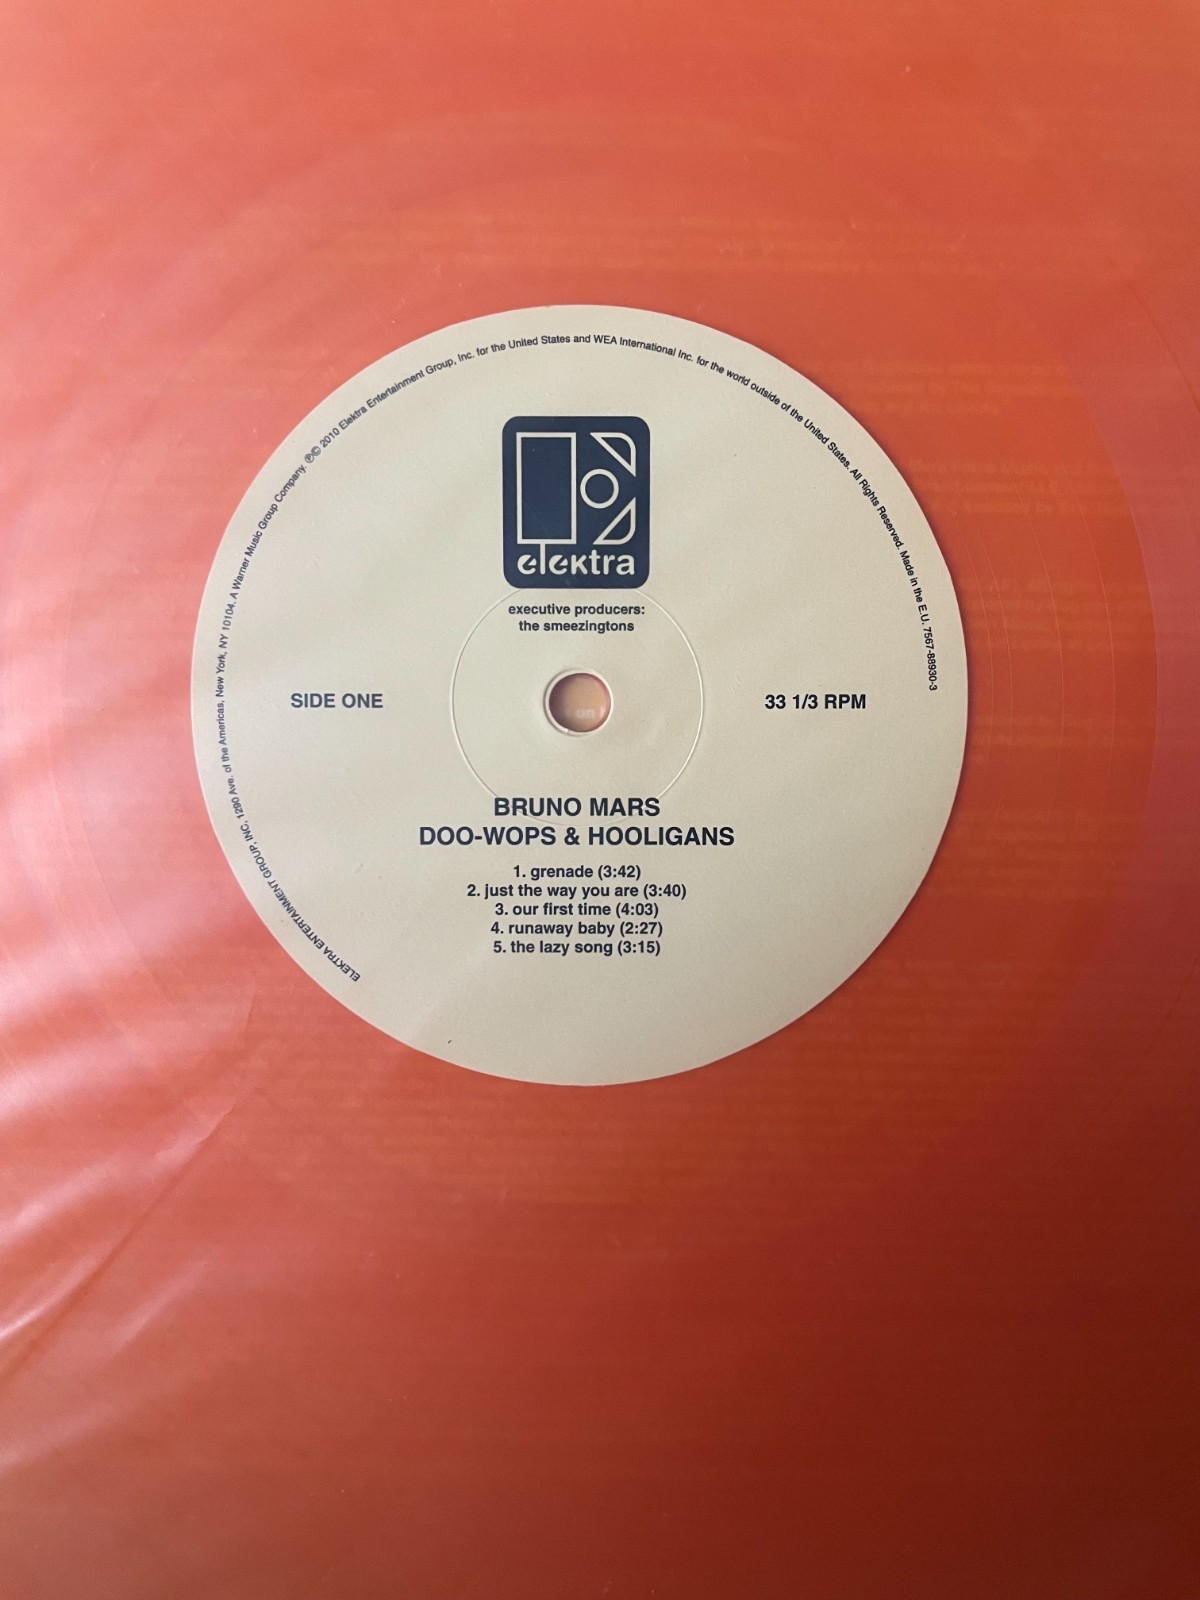 ELEKTRA ENTERTAINMENT GROUP, INC, 1290 Ave. of the Americas, New York, NY 10104. A Warner Music Group Company. ℗© 2010 Elektra Entertainment Group, Inc. for the United States and WEA International Inc. for the world outside of the United States. All Rights Reserved. Made in the E.U. 7567-88930-3
elektra
executive producers:
the smeezingtons
SIDE ONE
33 1/3 RPM
BRUNO MARS
DOO-WOPS & HOOLIGANS
1. grenade (3:42)
2. just the way you are (3:40)
3. our first time (4:03)
4. runaway baby (2:27)
5. the lazy song (3:15)